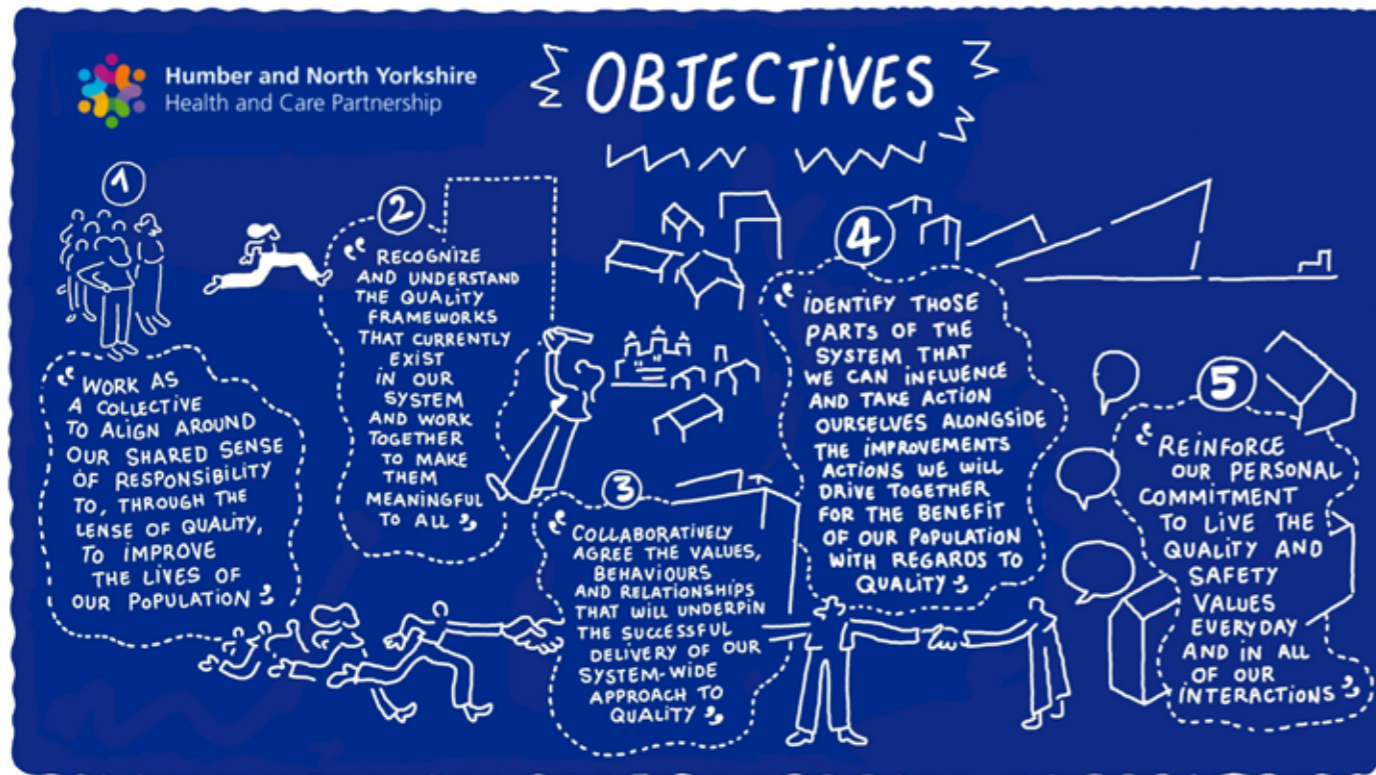 Humber and North Yorkshire
Health and Care Partnership
OBJECTIVES
1
“ WORK AS
A COLLECTIVE
TO ALIGN AROUND
OUR SHARED SENSE
OF RESPONSIBILITY
TO, THROUGH THE
LENSE OF QUALITY,
TO IMPROVE
THE LIVES OF
OUR POPULATION ”
2
“ RECOGNIZE
AND UNDERSTAND
THE QUALITY
FRAMEWORKS
THAT CURRENTLY
EXIST
IN OUR
SYSTEM
AND WORK
TOGETHER
TO MAKE
THEM
MEANINGFUL
TO ALL ”
3
“ COLLABORATIVELY
AGREE THE VALUES,
BEHAVIOURS
AND RELATIONSHIPS
THAT WILL UNDERPIN
THE SUCCESSFUL
DELIVERY OF OUR
SYSTEM-WIDE
APPROACH TO
QUALITY ”
4
“ IDENTIFY THOSE
PARTS OF THE
SYSTEM THAT
WE CAN INFLUENCE
AND TAKE ACTION
OURSELVES ALONGSIDE
THE IMPROVEMENTS
ACTIONS WE WILL
DRIVE TOGETHER
FOR THE BENEFIT
OF OUR POPULATION
WITH REGARDS TO
QUALITY ”
5
“ REINFORCE
OUR PERSONAL
COMMITMENT
TO LIVE THE
QUALITY AND
SAFETY
VALUES
EVERYDAY
AND IN ALL
OF OUR
INTERACTIONS ”